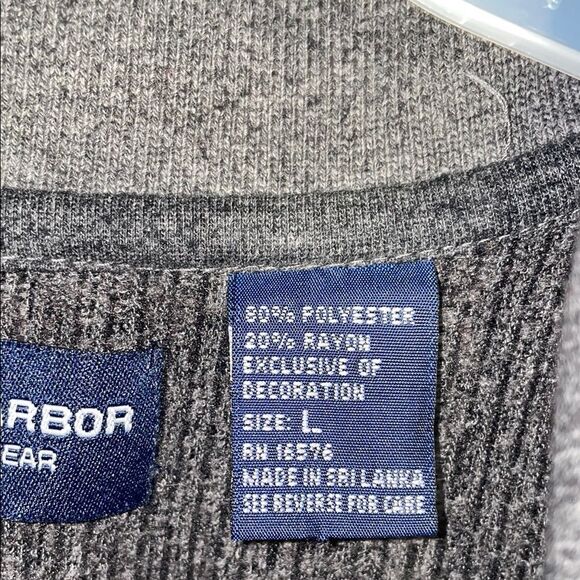 RBOR
EAR
80% POLYESTER
20% RAYON
EXCLUSIVE OF
DECORATION
SIZE: L
RN 16576
MADE IN SRI LANKA
SEE REVERSE FOR CARE